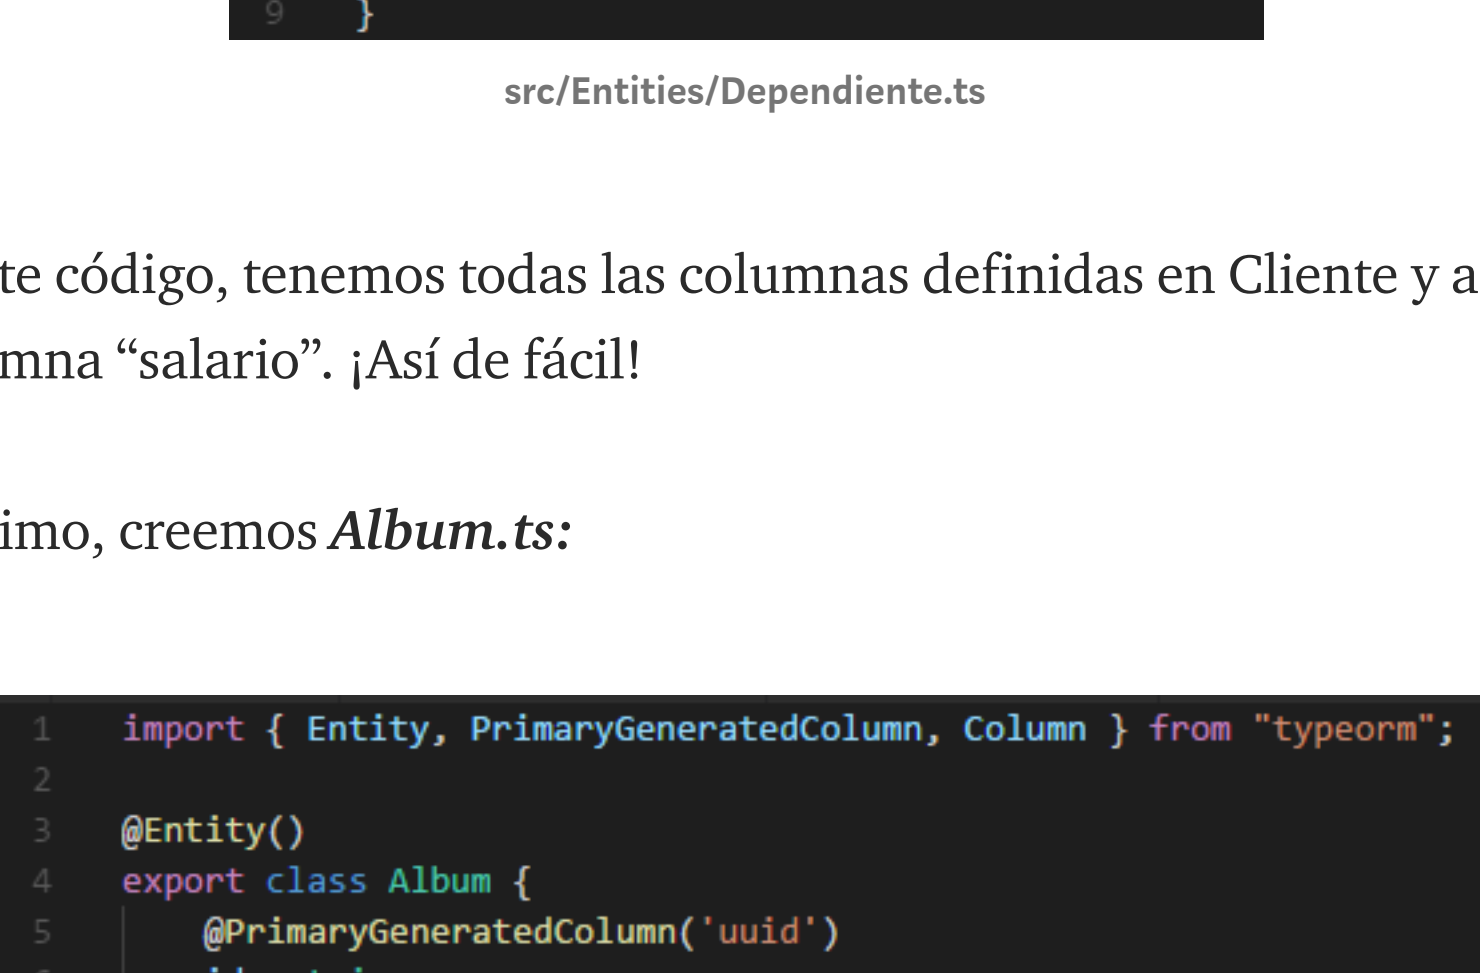 9 }
src/Entities/Dependiente.ts
te código, tenemos todas las columnas definidas en Cliente y a
mna “salario”. ¡Así de fácil!
imo, creemos Album.ts:
1 import { Entity, PrimaryGeneratedColumn, Column } from "typeorm";
2
3 @Entity()
4 export class Album {
5 @PrimaryGeneratedColumn('uuid')